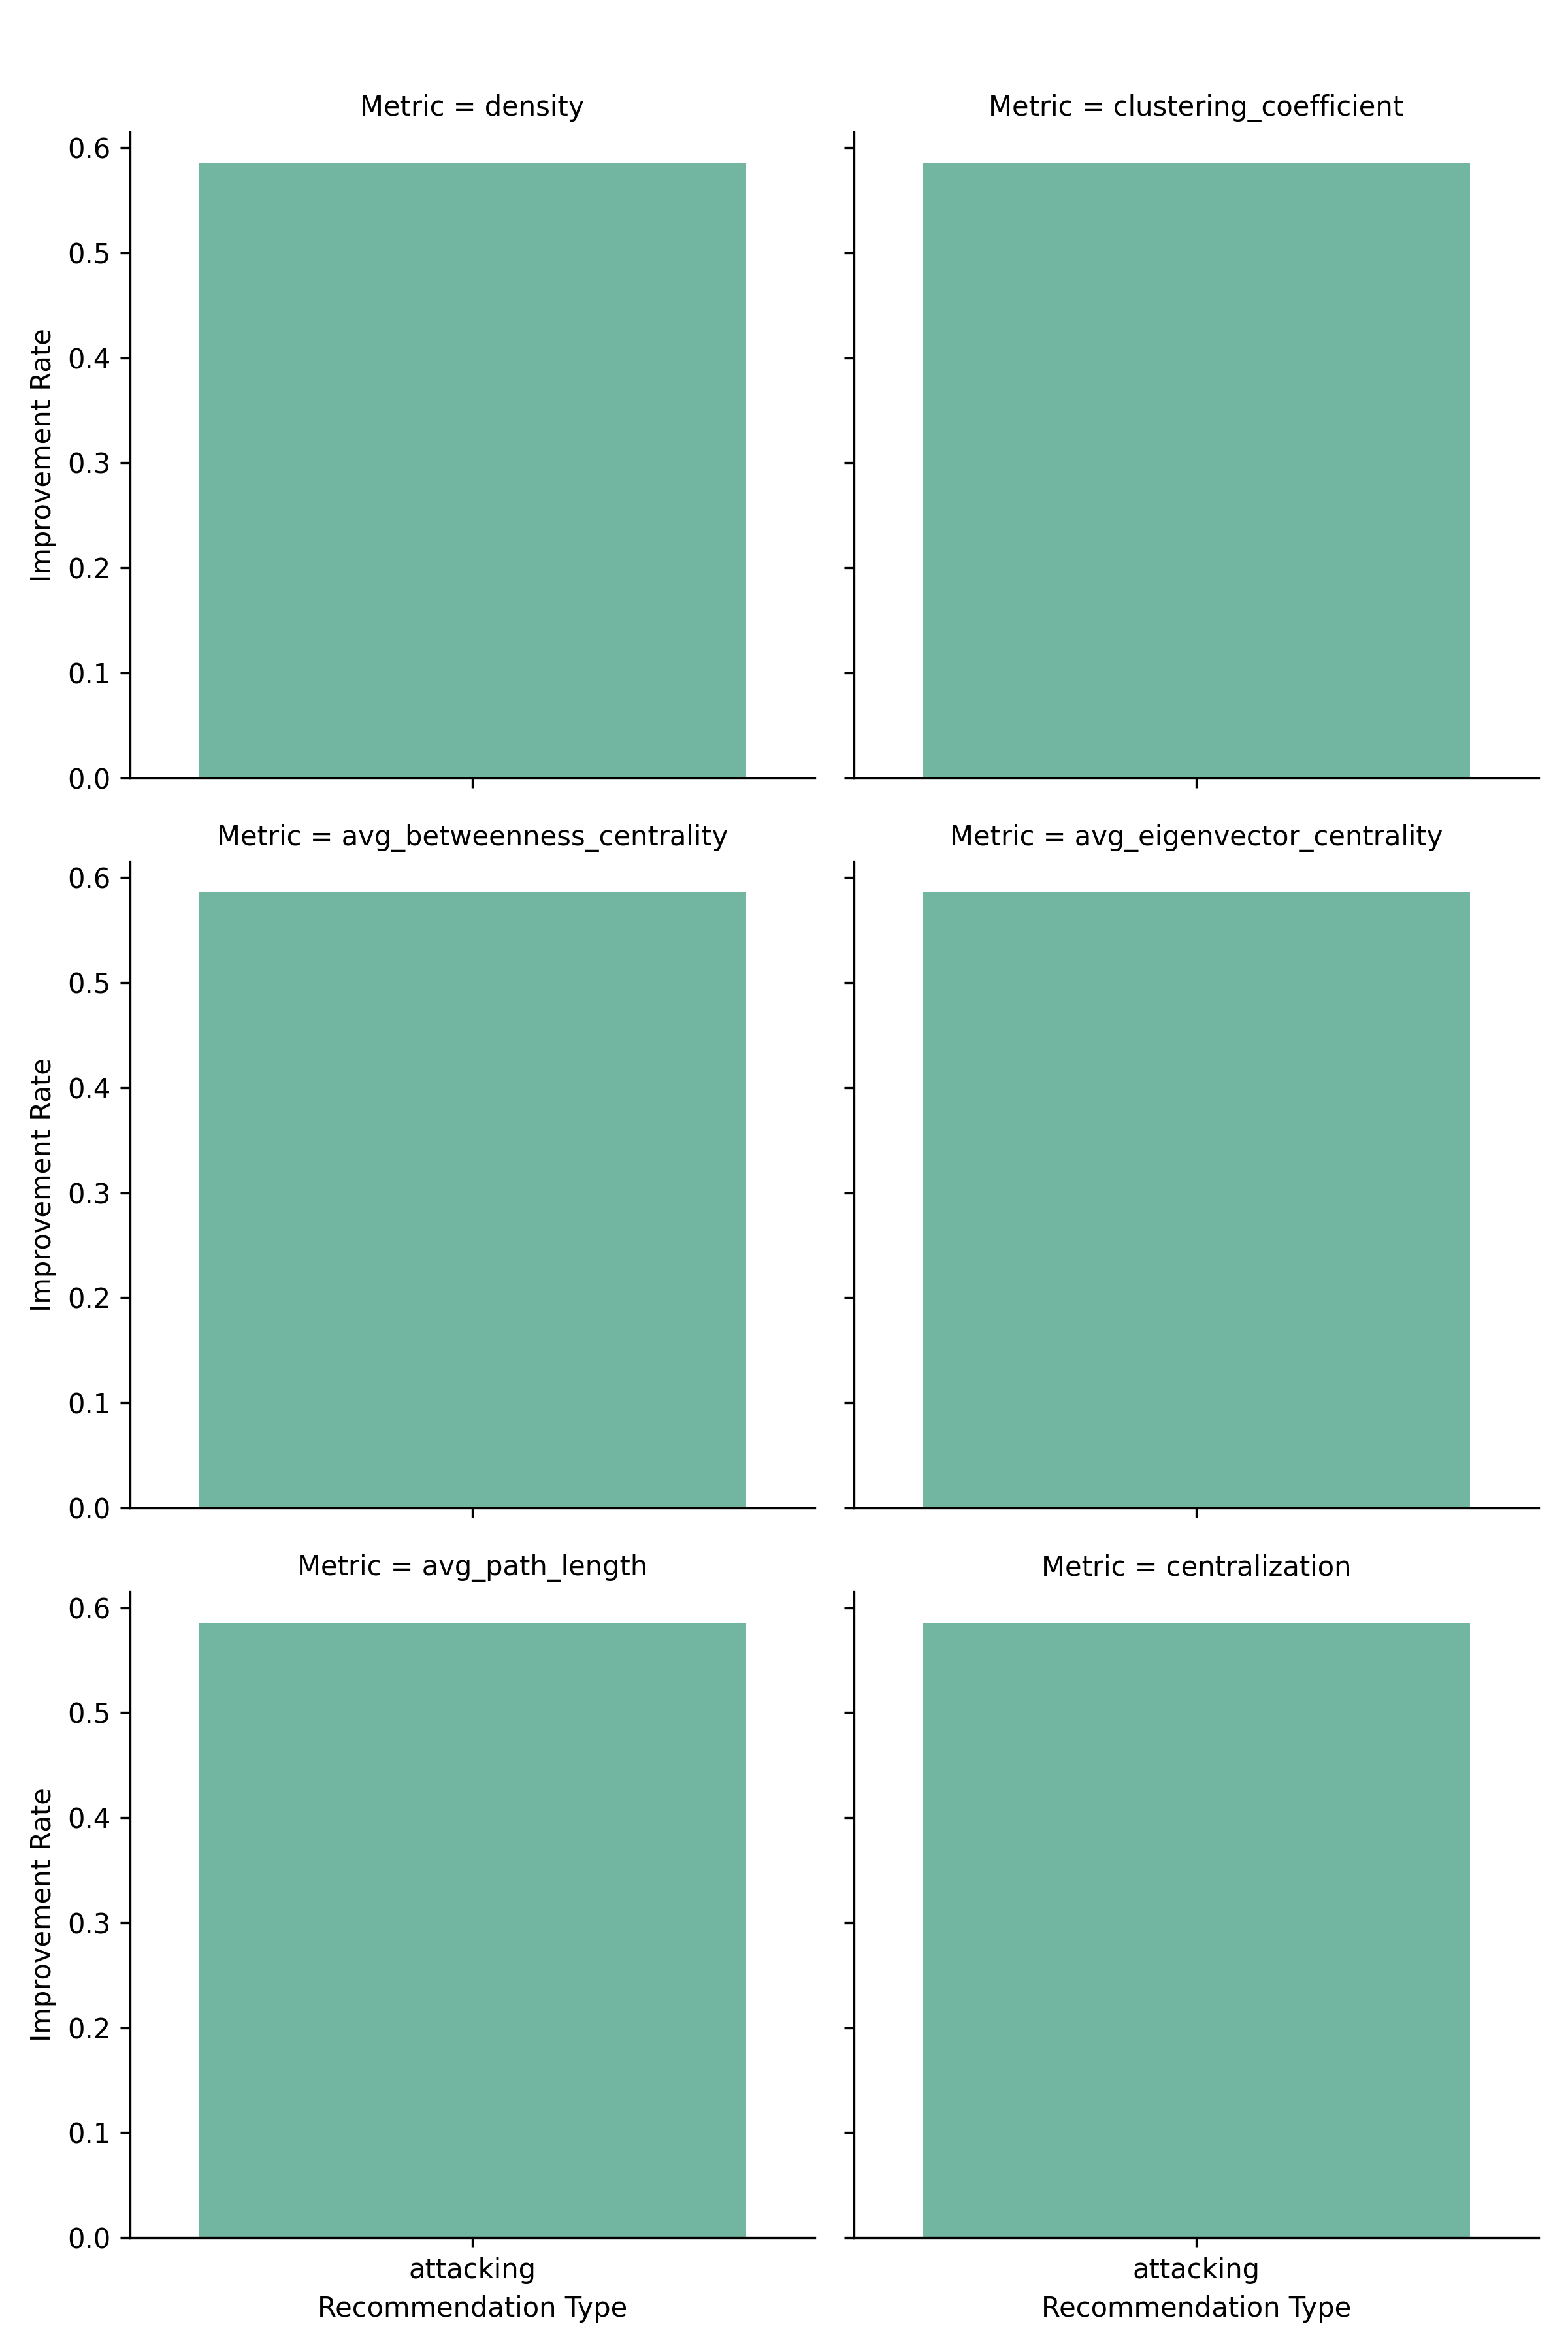 Metric = density
Metric = clustering_coefficient
0.6
0.5
0.4
0.3
0.2
0.1
0.0
Improvement Rate
Metric = avg_betweenness_centrality
Metric = avg_eigenvector_centrality
0.6
0.5
0.4
0.3
0.2
0.1
0.0
Improvement Rate
Metric = avg_path_length
Metric = centralization
0.6
0.5
0.4
0.3
0.2
0.1
0.0
Improvement Rate
attacking
Recommendation Type
attacking
Recommendation Type